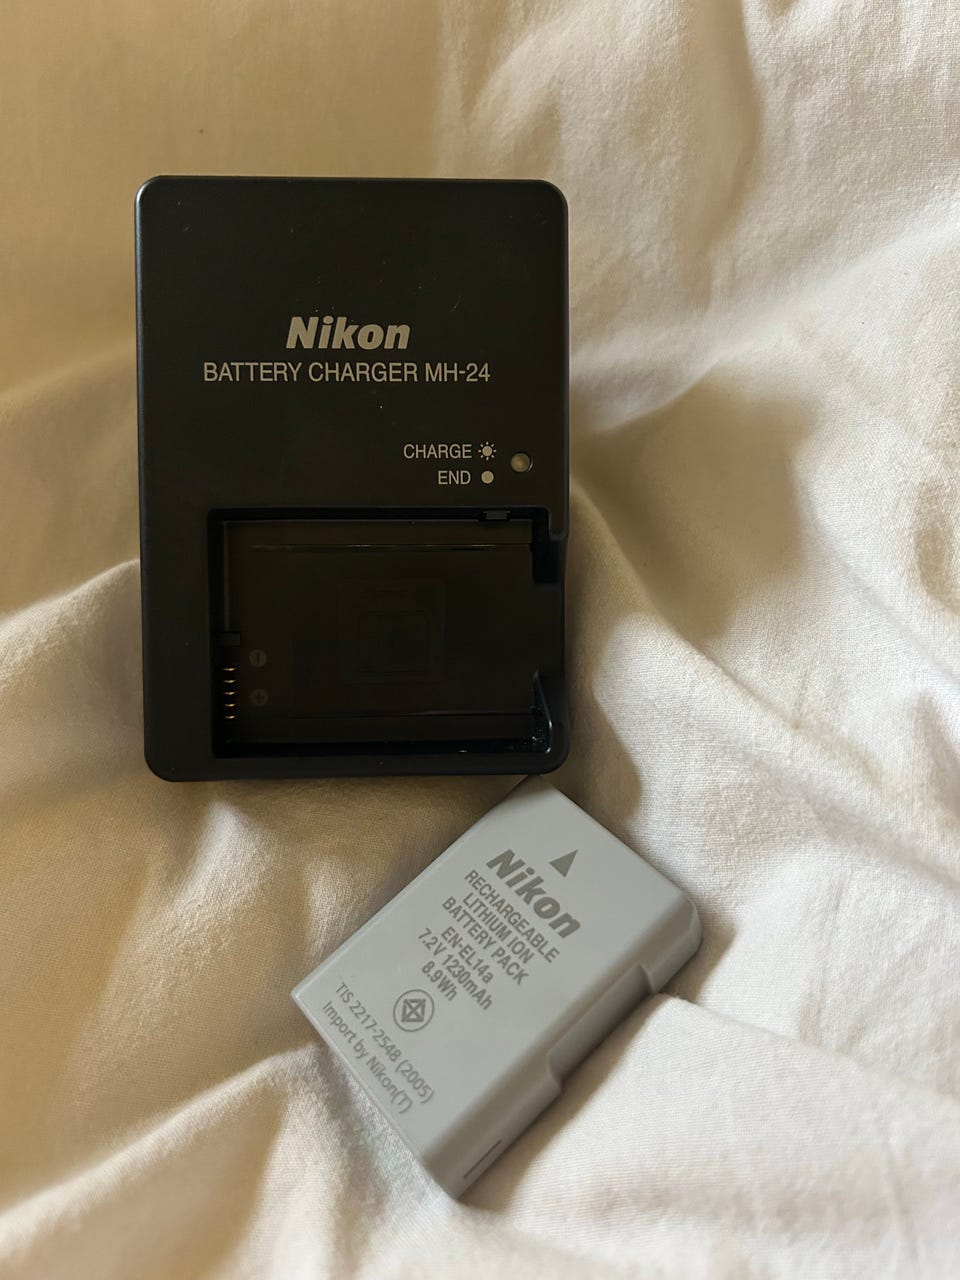 Nikon
BATTERY CHARGER MH-24
CHARGE
END
Nikon
RECHARGEABLE
LITHIUM ION
BATTERY PACK
EN-EL14a
7.2V 1230mAh
8.9Wh
TIS 2217-2548 (2005)
Import by Nikon(T)